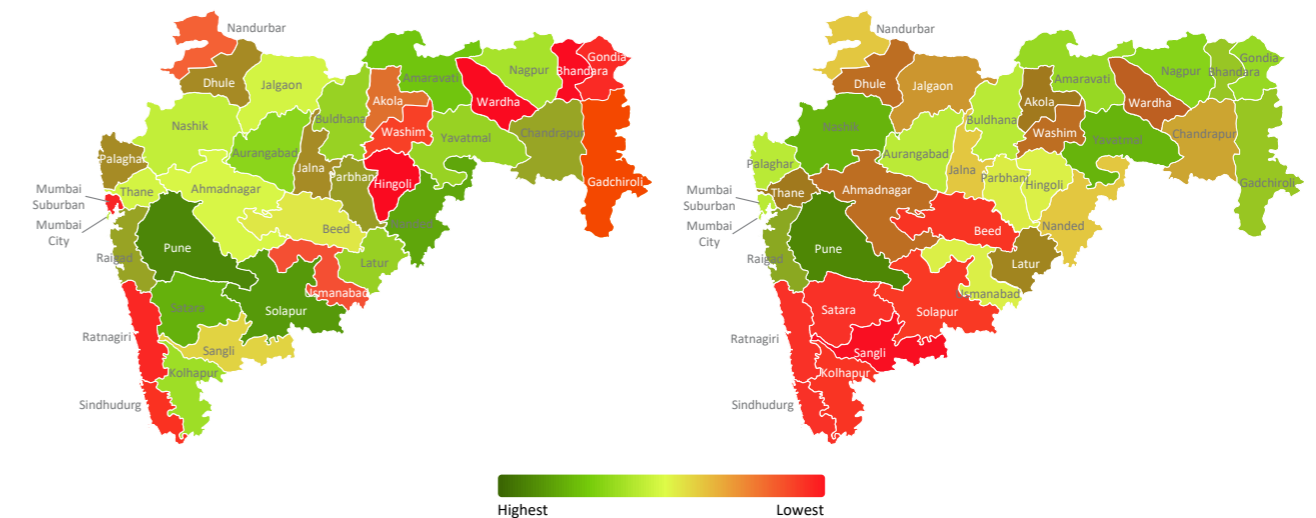 Nandurbar
Dhule
Jalgaon
Nashik
Buldhana
Akola
Amaravati
Nagpur
Bhandara
Gondia
Wardha
Washim
Yavatmal
Chandrapur
Gadchiroli
Aurangabad
Jalna
Parbhani
Hingoli
Palaghar
Thane
Ahmadnagar
Mumbai
Suburban
Mumbai
City
Beed
Nanded
Pune
Raigad
Latur
Usmanabad
Satara
Solapur
Ratnagiri
Sangli
Kolhapur
Sindhudurg
Nandurbar
Dhule
Jalgaon
Nashik
Buldhana
Akola
Amaravati
Nagpur
Bhandara
Gondia
Wardha
Washim
Yavatmal
Chandrapur
Gadchiroli
Aurangabad
Jalna
Parbhani
Hingoli
Palaghar
Thane
Ahmadnagar
Mumbai
Suburban
Mumbai
City
Beed
Nanded
Pune
Raigad
Latur
Usmanabad
Satara
Solapur
Ratnagiri
Sangli
Kolhapur
Sindhudurg
Highest
Lowest